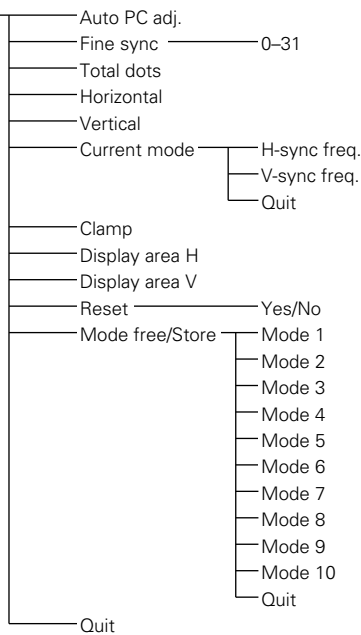 Auto PC adj.
Fine sync 0–31
Total dots
Horizontal
Vertical
Current mode H-sync freq.
V-sync freq.
Quit
Clamp
Display area H
Display area V
Reset Yes/No
Mode free/Store Mode 1
Mode 2
Mode 3
Mode 4
Mode 5
Mode 6
Mode 7
Mode 8
Mode 9
Mode 10
Quit
Quit